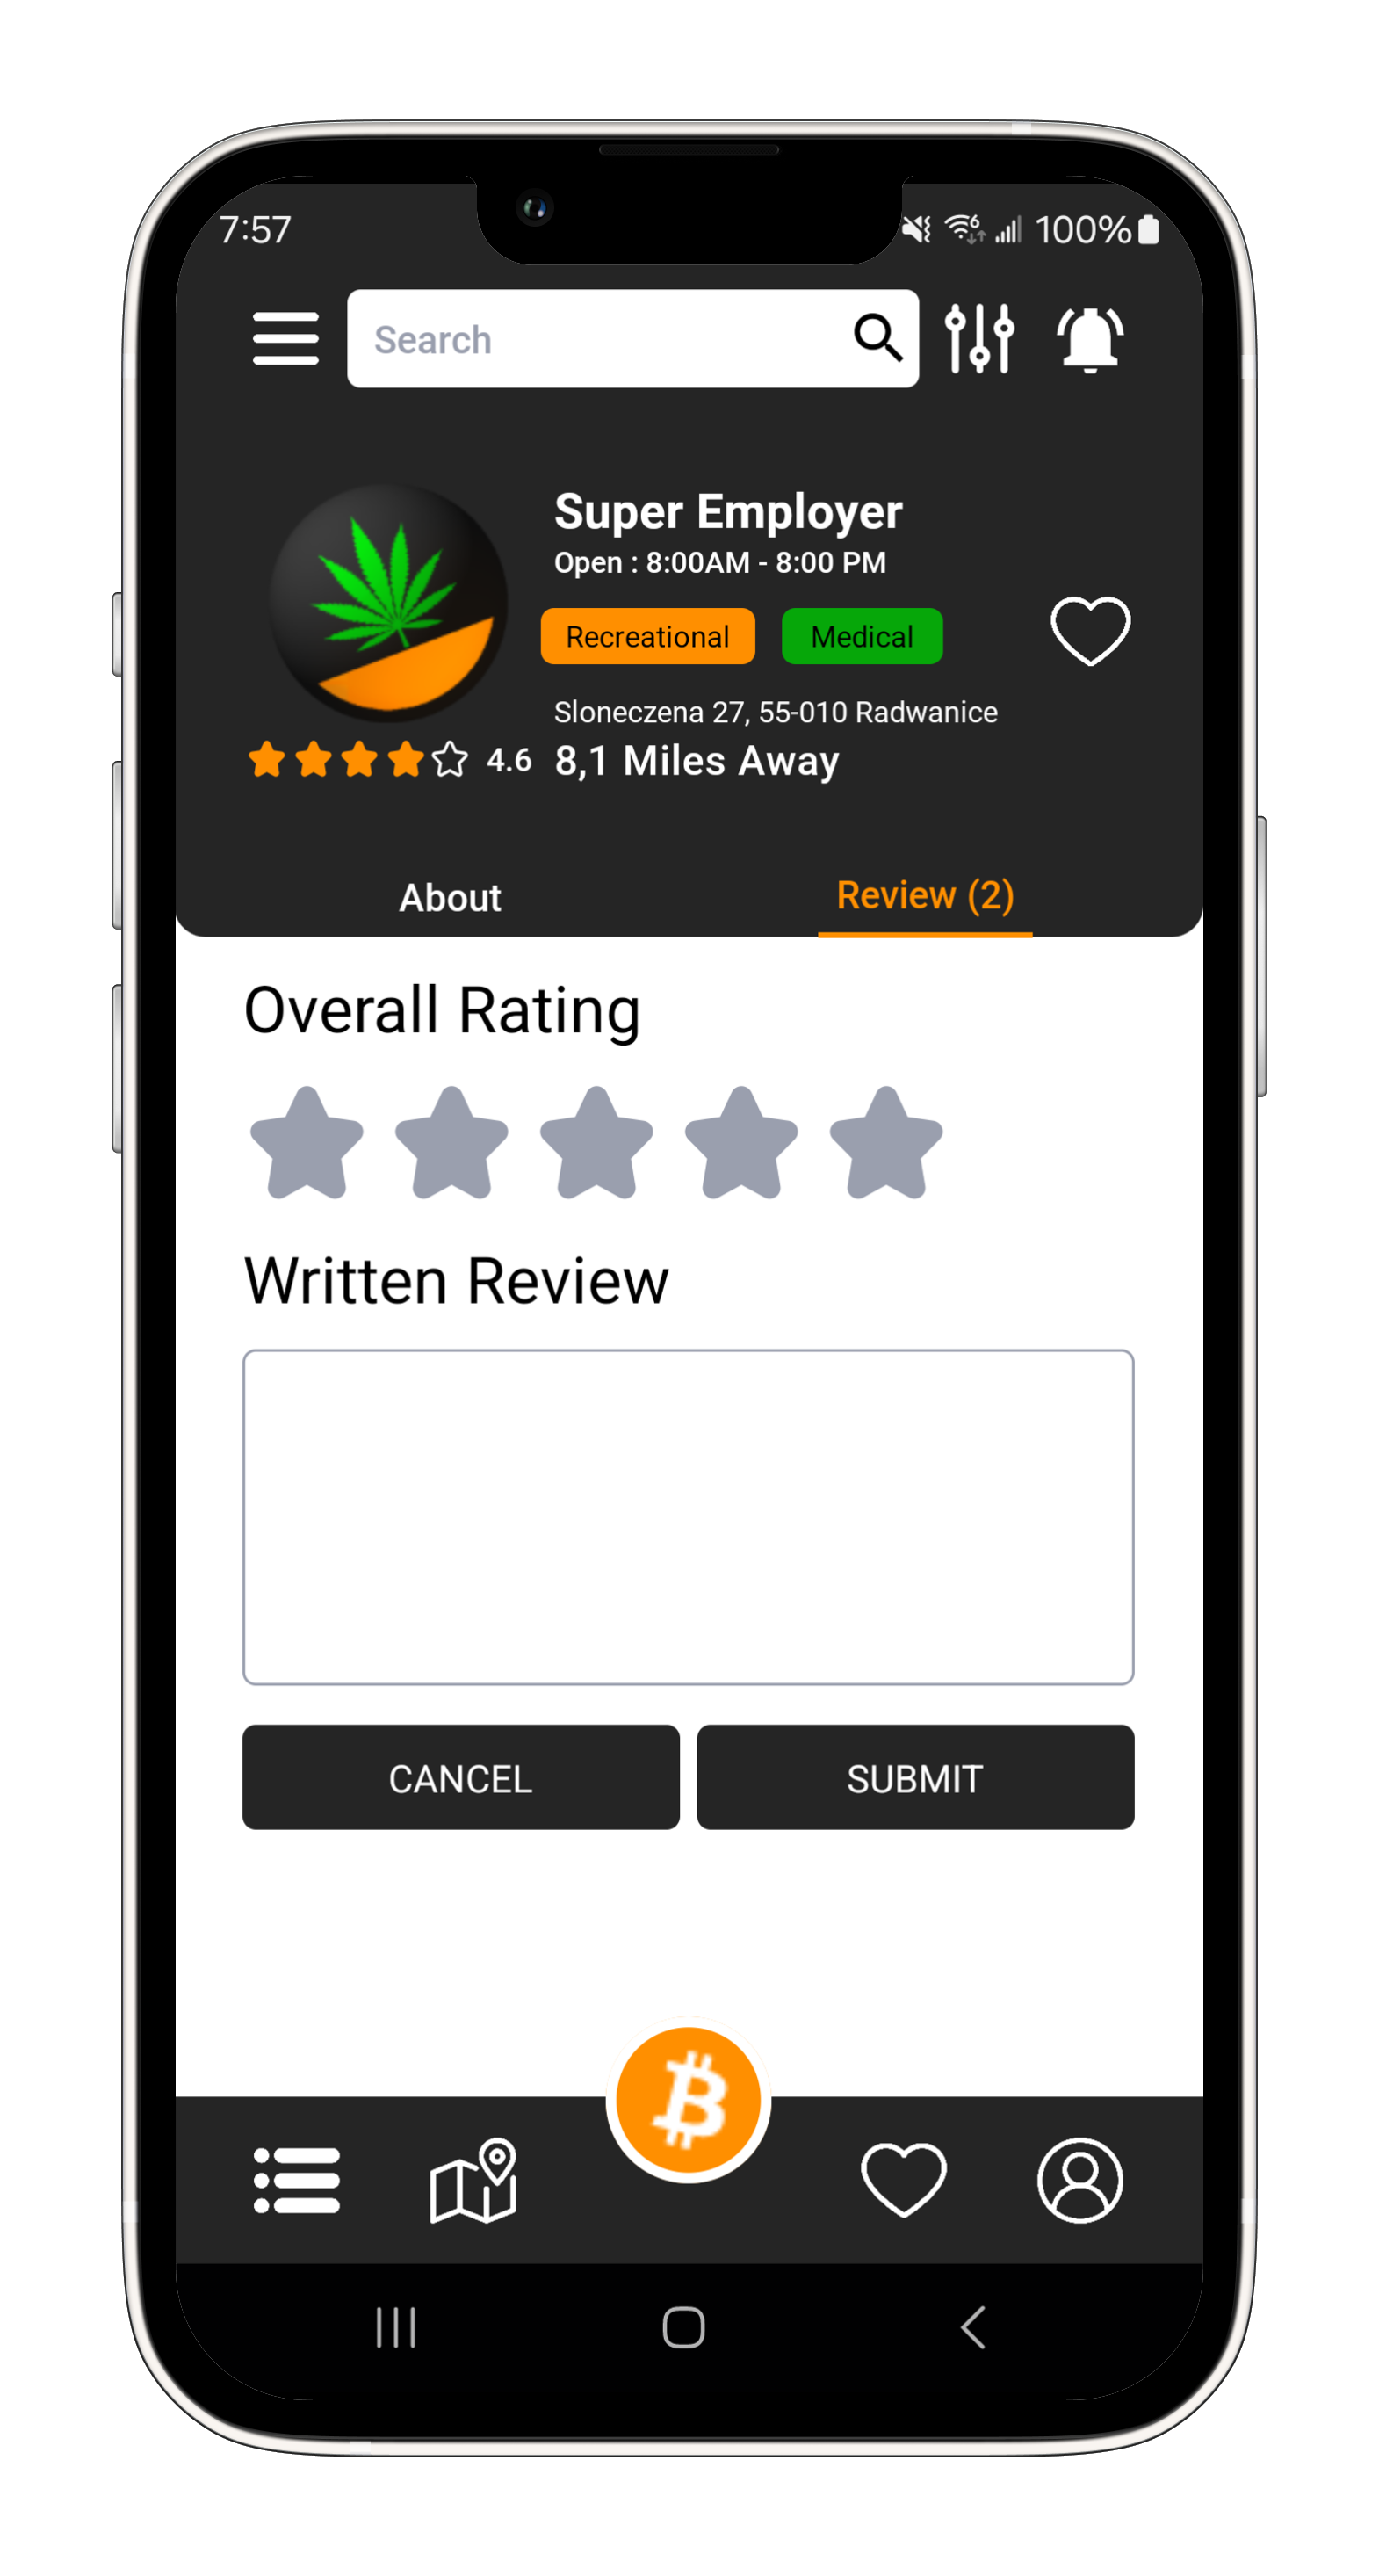 7:57 100%
Search
Super Employer
Open : 8:00AM - 8:00 PM
Recreational Medical
Sloneczena 27, 55-010 Radwanice
4.6 8,1 Miles Away
About Review (2)
Overall Rating
Written Review
CANCEL SUBMIT